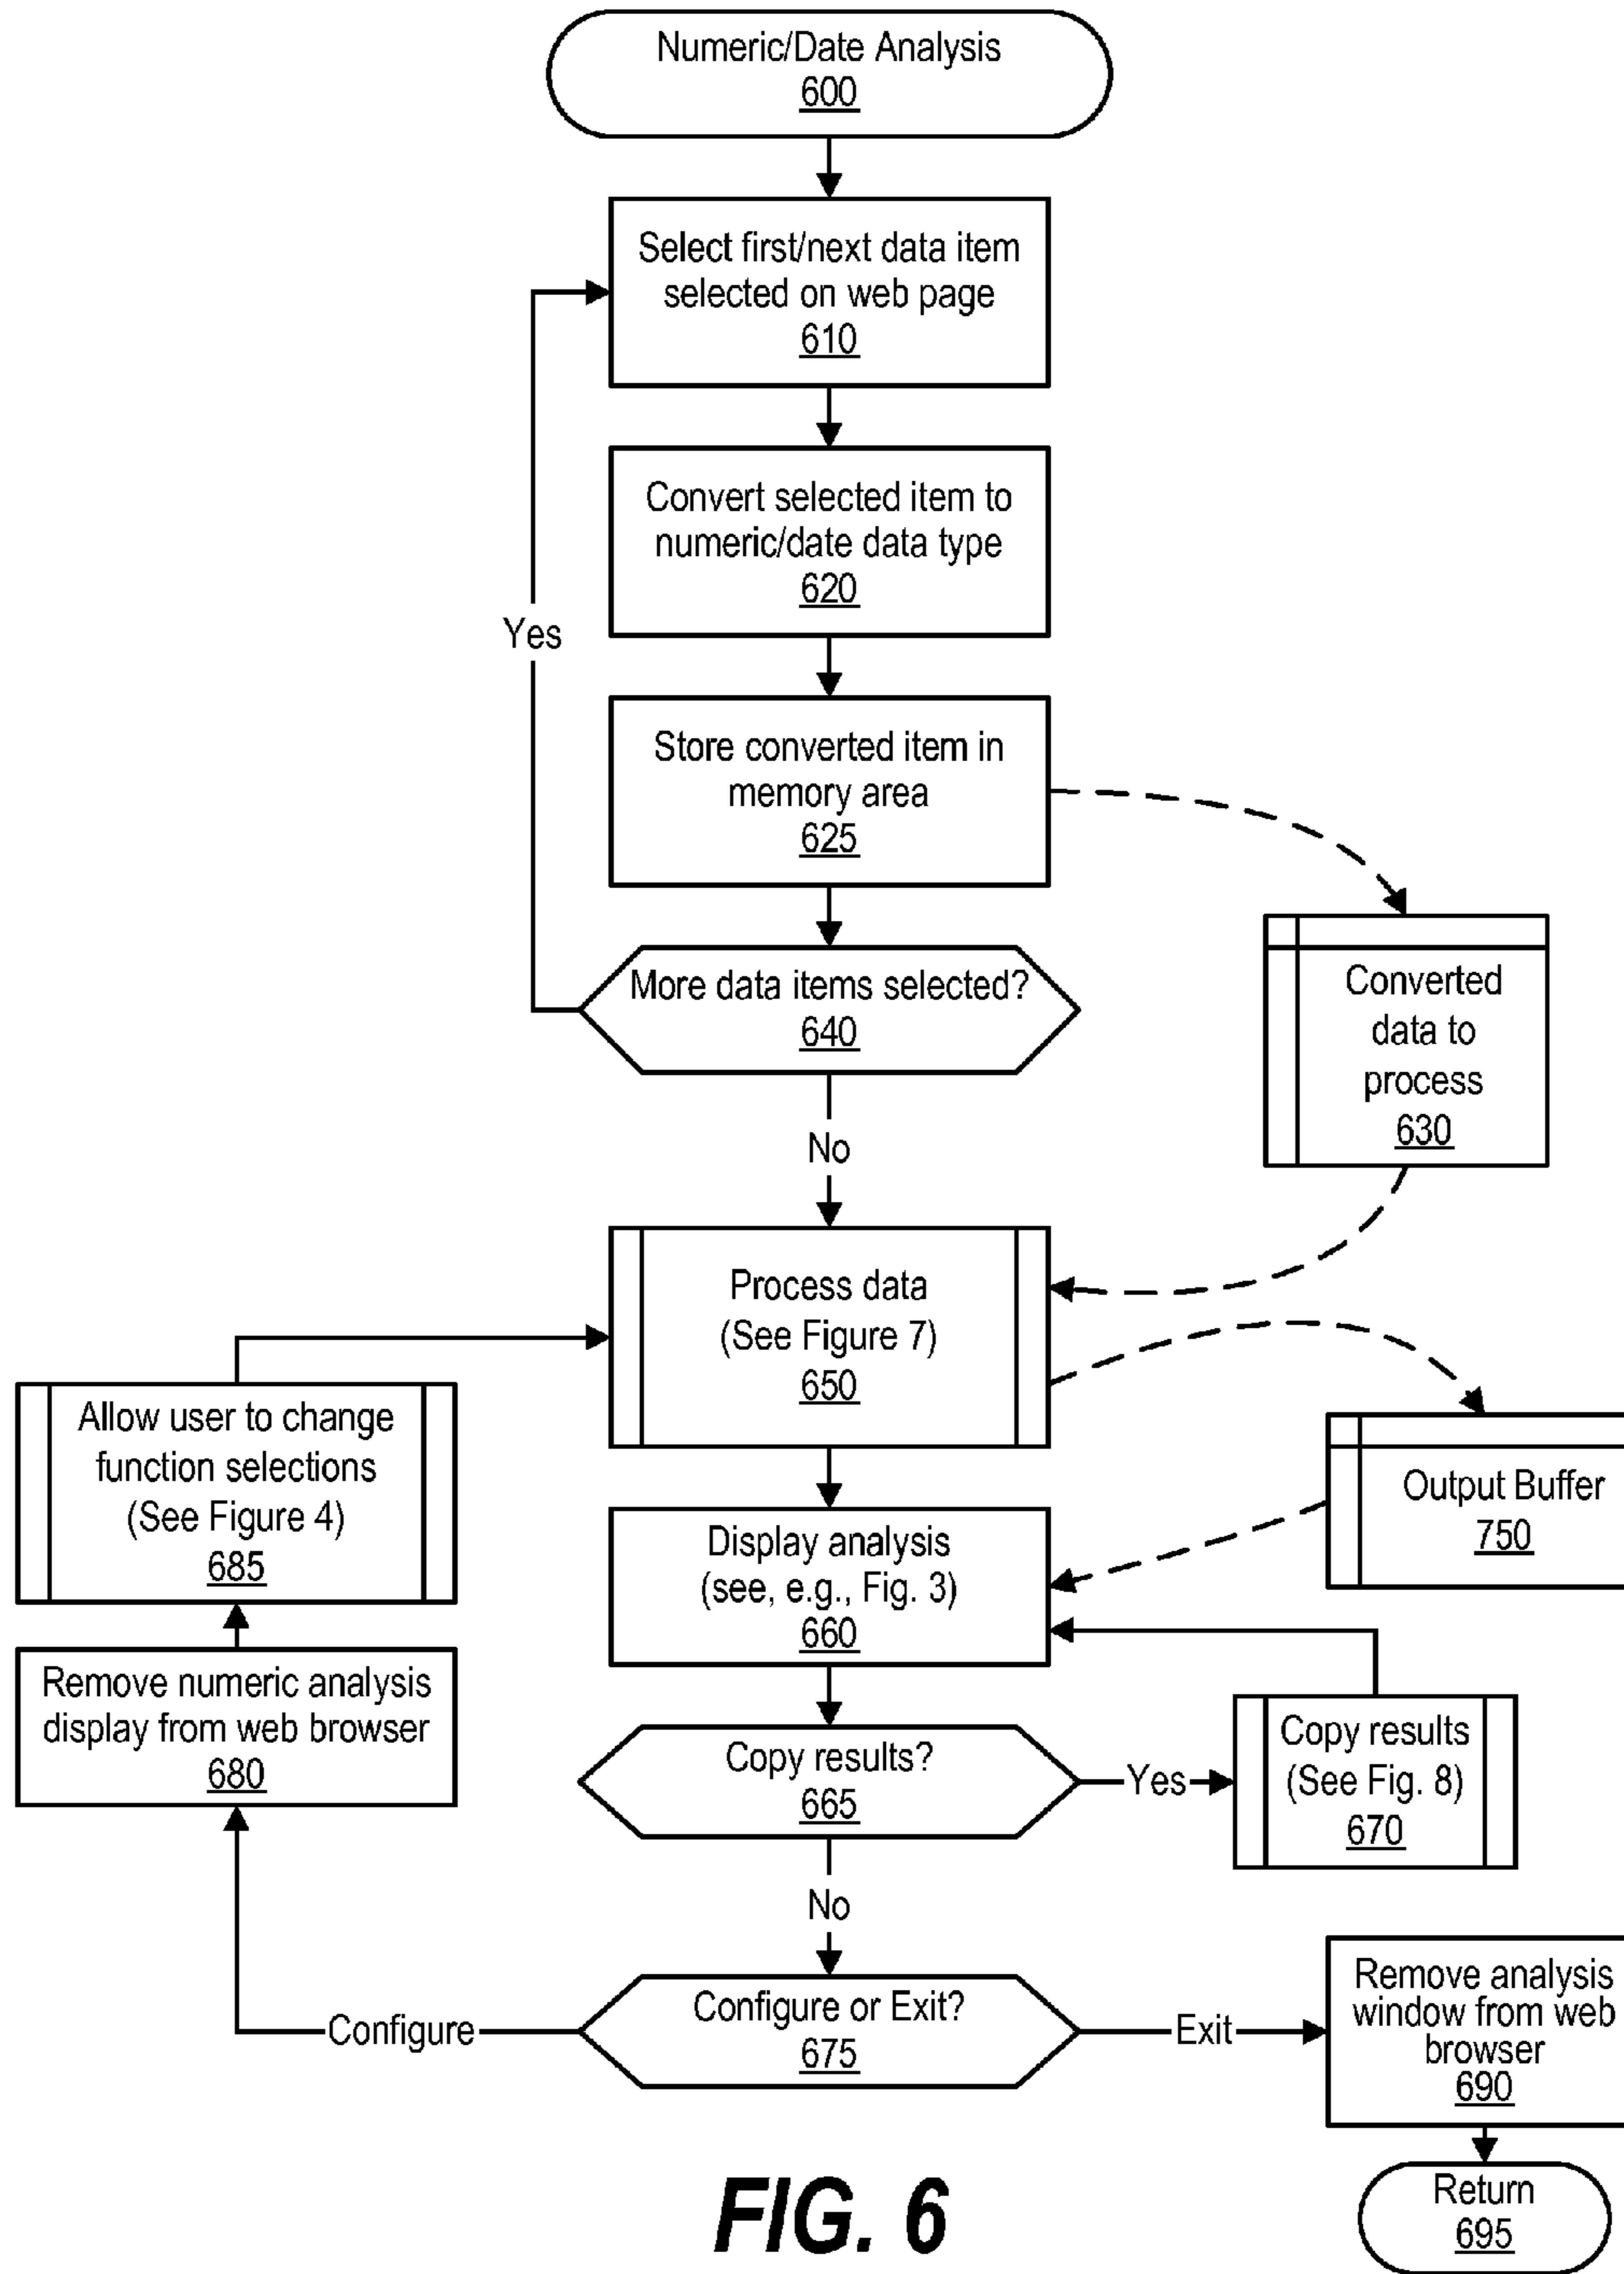 Numeric/Date Analysis
600
Select first/next data item
selected on web page
610
Convert selected item to
numeric/date data type
620
Yes
Store converted item in
memory area
625
More data items selected?
640
Converted
data to
process
630
No
Process data
(See Figure 7)
650
Allow user to change
function selections
(See Figure 4)
685
Output Buffer
750
Display analysis
(see, e.g., Fig. 3)
660
Remove numeric analysis
display from web browser
680
Copy results?
665
Yes
Copy results
(See Fig. 8)
670
No
Configure or Exit?
675
Configure
Exit
Remove analysis
window from web
browser
690
Return
695
FIG. 6